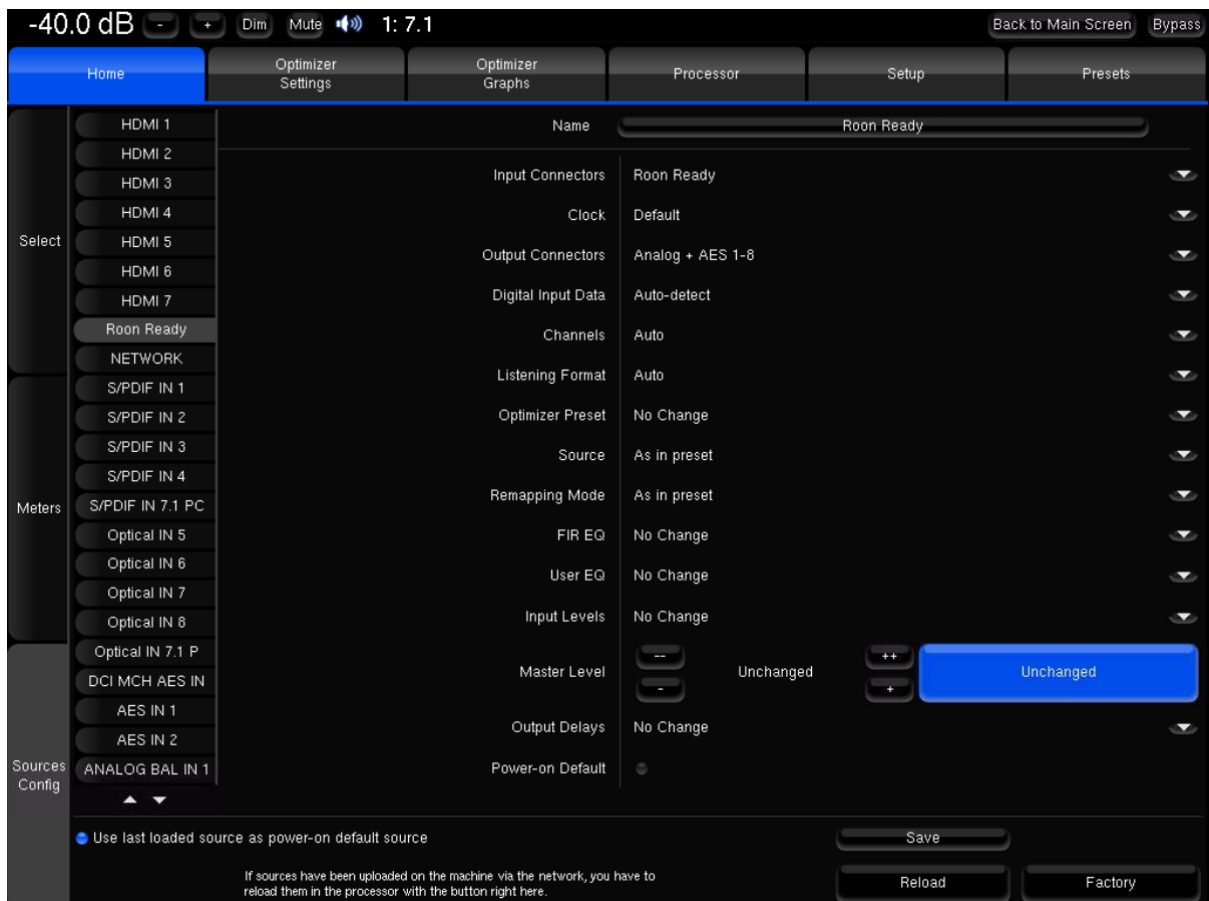 -40.0 dB - + Dim Mute 1: 7.1 Back to Main Screen Bypass
Home Optimizer Settings Optimizer Graphs Processor Setup Presets
Select
Meters
Sources Config
HDMI 1
HDMI 2
HDMI 3
HDMI 4
HDMI 5
HDMI 6
HDMI 7
Roon Ready
NETWORK
S/PDIF IN 1
S/PDIF IN 2
S/PDIF IN 3
S/PDIF IN 4
S/PDIF IN 7.1 PC
Optical IN 5
Optical IN 6
Optical IN 7
Optical IN 8
Optical IN 7.1 P
DCI MCH AES IN
AES IN 1
AES IN 2
ANALOG BAL IN 1
Name Roon Ready
Input Connectors Roon Ready
Clock Default
Output Connectors Analog + AES 1-8
Digital Input Data Auto-detect
Channels Auto
Listening Format Auto
Optimizer Preset No Change
Source As in preset
Remapping Mode As in preset
FIR EQ No Change
User EQ No Change
Input Levels No Change
Master Level -- - Unchanged ++ + Unchanged
Output Delays No Change
Power-on Default
Use last loaded source as power-on default source
Save
If sources have been uploaded on the machine via the network, you have to
reload them in the processor with the button right here.
Reload Factory